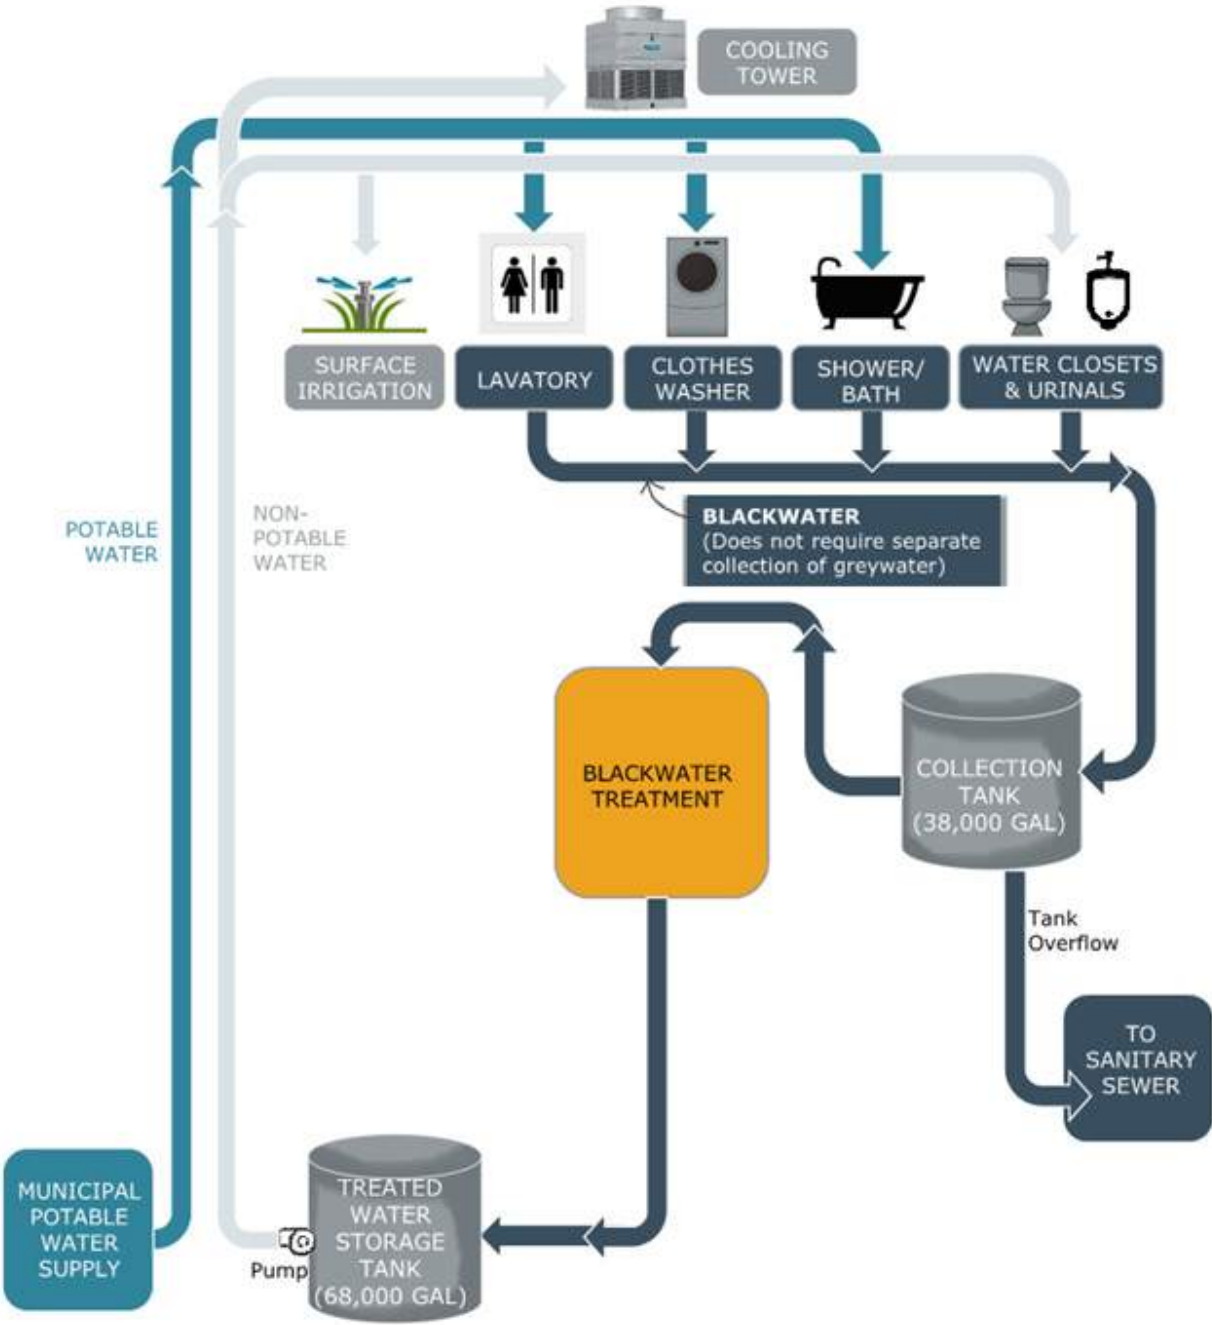 COOLING
TOWER
SURFACE
IRRIGATION
LAVATORY
CLOTHES
WASHER
SHOWER/
BATH
WATER CLOSETS
& URINALS
POTABLE
WATER
NON-
POTABLE
WATER
BLACKWATER
(Does not require separate
collection of greywater)
BLACKWATER
TREATMENT
COLLECTION
TANK
(38,000 GAL)
Tank
Overflow
TO
SANITARY
SEWER
MUNICIPAL
POTABLE
WATER
SUPPLY
Pump
TREATED
WATER
STORAGE
TANK
(68,000 GAL)